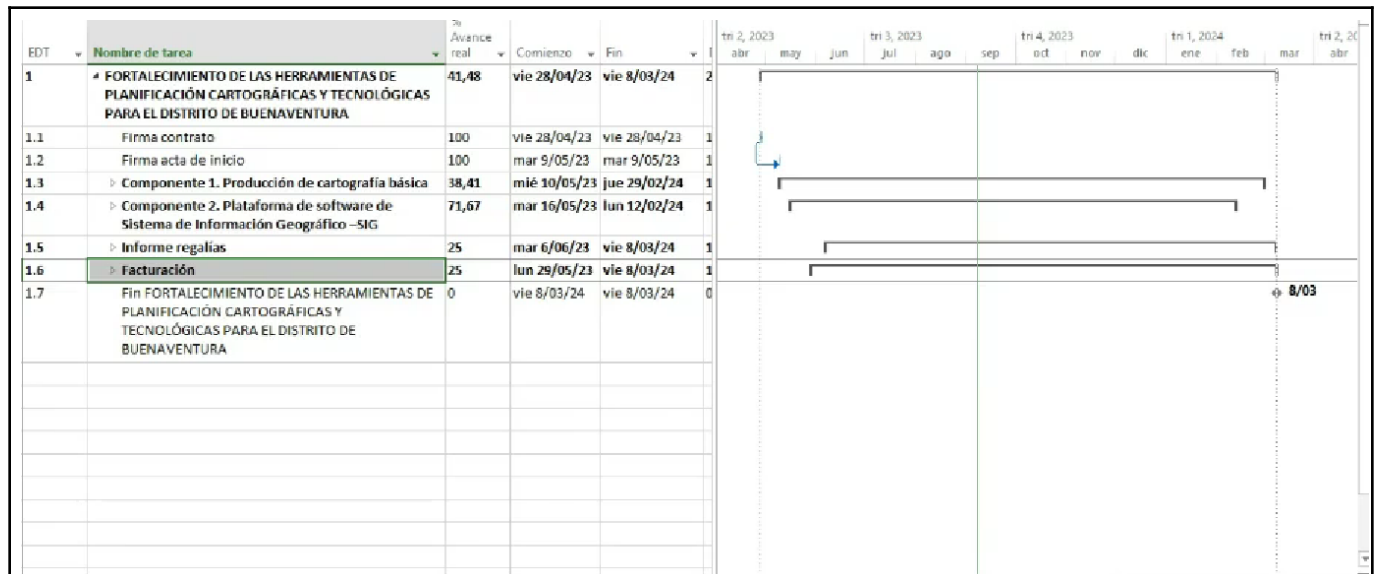 tri 2, 2023 tri 3, 2023 tri 4, 2023 tri 1, 2024 tri 2, 20
EDT Nombre de tarea % Avance real Comienzo Fin
abr may jun jul ago sep oct nov dic ene feb mar abr
1 FORTALECIMIENTO DE LAS HERRAMIENTAS DE 41,48 vie 28/04/23 vie 8/03/24 2
PLANIFICACIÓN CARTOGRÁFICAS Y TECNOLÓGICAS
PARA EL DISTRITO DE BUENAVENTURA
1.1 Firma contrato 100 vie 28/04/23 vie 28/04/23 1
1.2 Firma acta de inicio 100 mar 9/05/23 mar 9/05/23 1
1.3 Componente 1. Producción de cartografía básica 38,41 mié 10/05/23 jue 29/02/24 1
1.4 Componente 2. Plataforma de software de 71,67 mar 16/05/23 lun 12/02/24 1
Sistema de Información Geográfico –SIG
1.5 Informe regalías 25 mar 6/06/23 vie 8/03/24 1
1.6 Facturación 25 lun 29/05/23 vie 8/03/24 1
1.7 Fin FORTALECIMIENTO DE LAS HERRAMIENTAS DE 0 vie 8/03/24 vie 8/03/24 0 8/03
PLANIFICACIÓN CARTOGRÁFICAS Y
TECNOLÓGICAS PARA EL DISTRITO DE
BUENAVENTURA